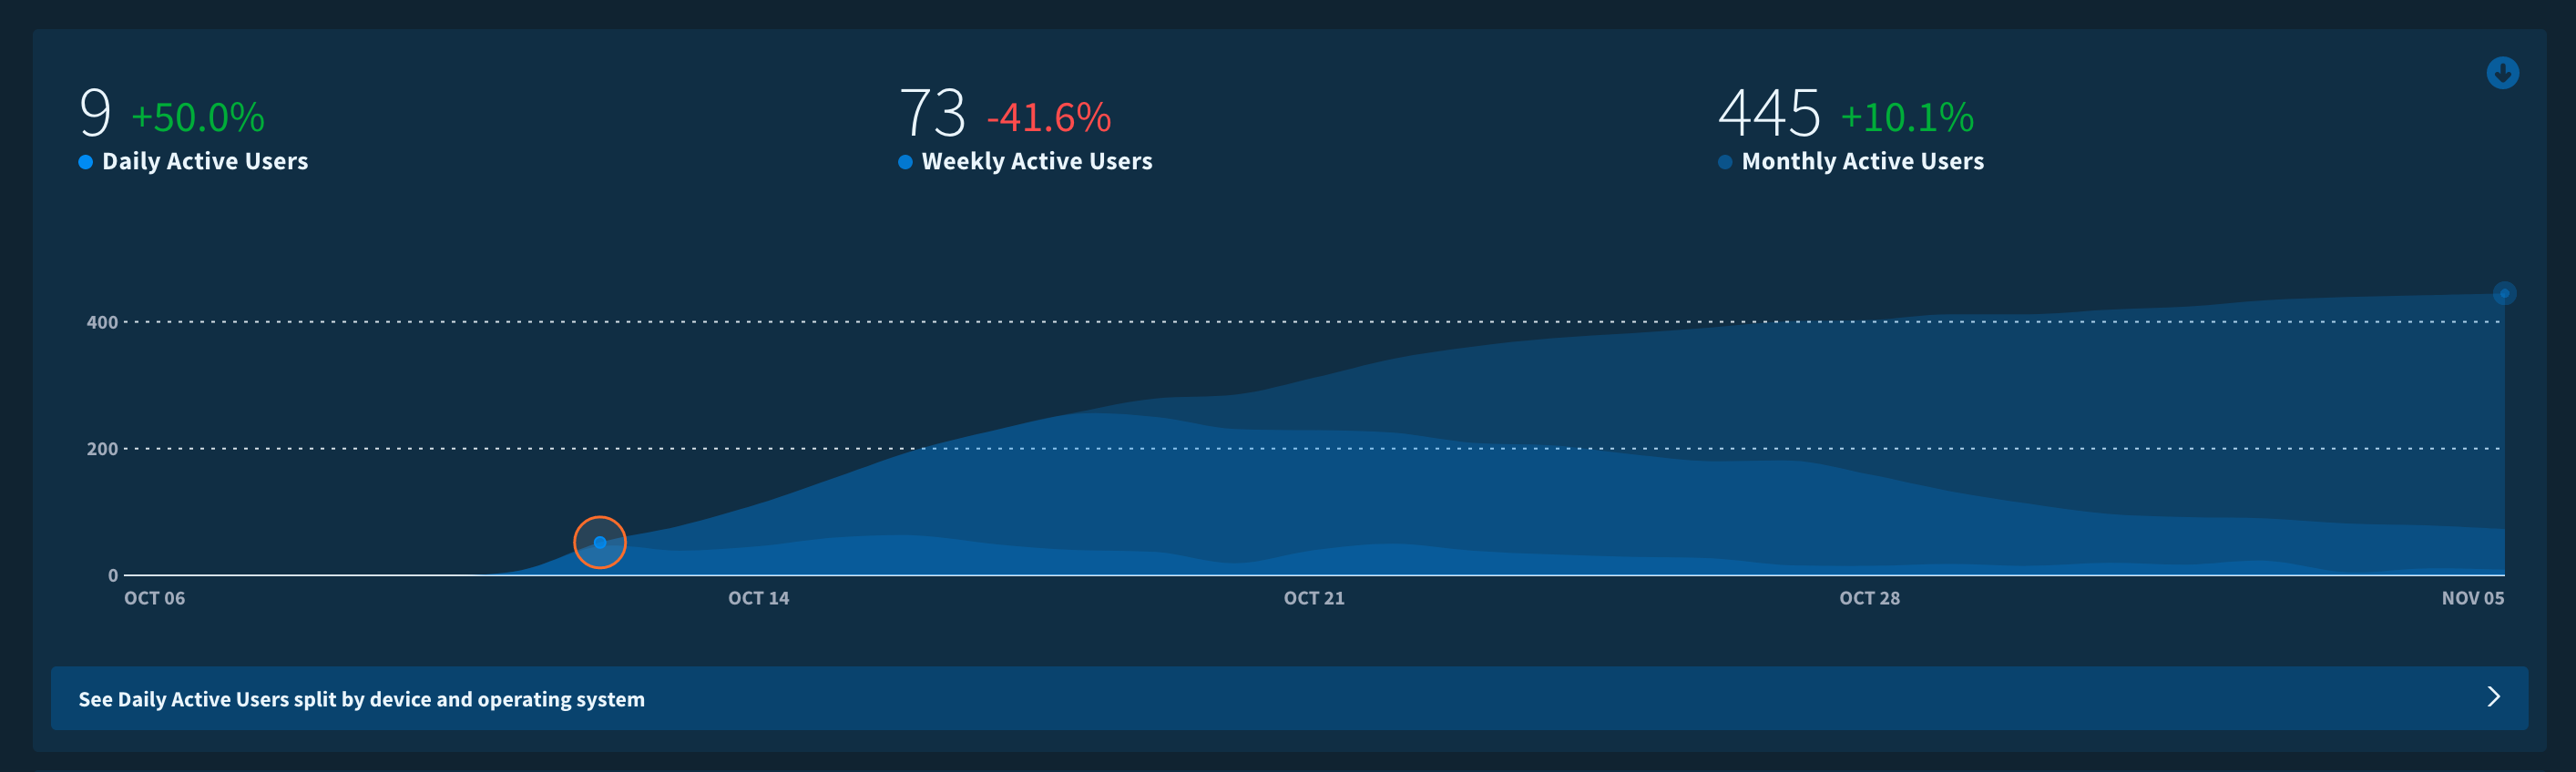 9 +50.0%
Daily Active Users
73 -41.6%
Weekly Active Users
445 +10.1%
Monthly Active Users
400
200
0
OCT 06
OCT 14
OCT 21
OCT 28
NOV 05
See Daily Active Users split by device and operating system